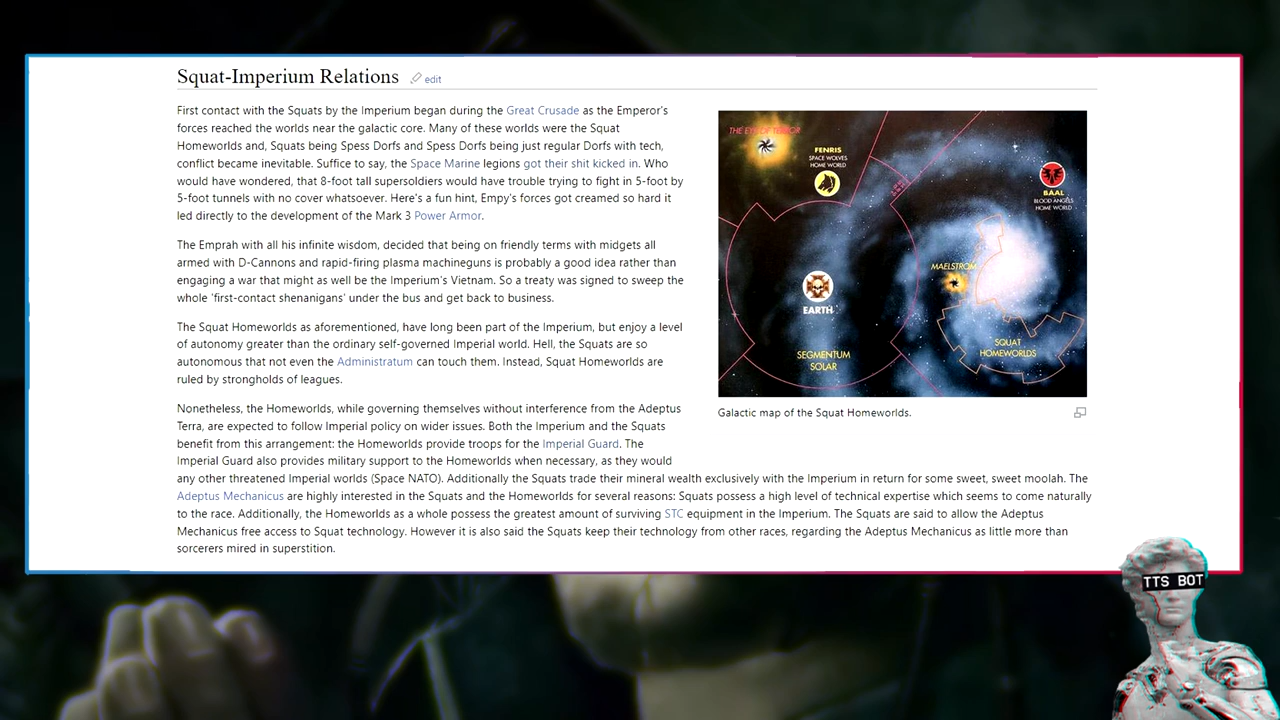 Squat-Imperium Relations edit
First contact with the Squats by the Imperium began during the Great Crusade as the Emperor's
forces reached the worlds near the galactic core. Many of these worlds were the Squat
Homeworlds and, Squats being Spess Dorfs and Spess Dorfs being just regular Dorfs with tech,
conflict became inevitable. Suffice to say, the Space Marine legions got their shit kicked in. Who
would have wondered, that 8-foot tall supersoldiers would have trouble trying to fight in 5-foot by
5-foot tunnels with no cover whatsoever. Here's a fun hint, Empy's forces got creamed so hard it
led directly to the development of the Mark 3 Power Armor.
The Emprah with all his infinite wisdom, decided that being on friendly terms with midgets all
armed with D-Cannons and rapid-firing plasma machineguns is probably a good idea rather than
engaging a war that might as well be the Imperium's Vietnam. So a treaty was signed to sweep the
whole 'first-contact shenanigans' under the bus and get back to business.
The Squat Homeworlds as aforementioned, have long been part of the Imperium, but enjoy a level
of autonomy greater than the ordinary self-governed Imperial world. Hell, the Squats are so
autonomous that not even the Administratum can touch them. Instead, Squat Homeworlds are
ruled by strongholds of leagues.
Nonetheless, the Homeworlds, while governing themselves without interference from the Adeptus
Terra, are expected to follow Imperial policy on wider issues. Both the Imperium and the Squats
benefit from this arrangement: the Homeworlds provide troops for the Imperial Guard. The
Imperial Guard also provides military support to the Homeworlds when necessary, as they would
any other threatened Imperial worlds (Space NATO). Additionally the Squats trade their mineral wealth exclusively with the Imperium in return for some sweet, sweet moolah. The
Adeptus Mechanicus are highly interested in the Squats and the Homeworlds for several reasons: Squats possess a high level of technical expertise which seems to come naturally
to the race. Additionally, the Homeworlds as a whole possess the greatest amount of surviving STC equipment in the Imperium. The Squats are said to allow the Adeptus
Mechanicus free access to Squat technology. However it is also said the Squats keep their technology from other races, regarding the Adeptus Mechanicus as little more than
sorcerers mired in superstition.
THE EYE OF TERROR
FENRIS
SPACE WOLVES
HOME WORLD
BAAL
BLOOD ANGELS
HOME WORLD
MAELSTROM
EARTH
SQUAT
HOMEWORLDS
SEGMENTUM
SOLAR
Galactic map of the Squat Homeworlds.
TTS BOT